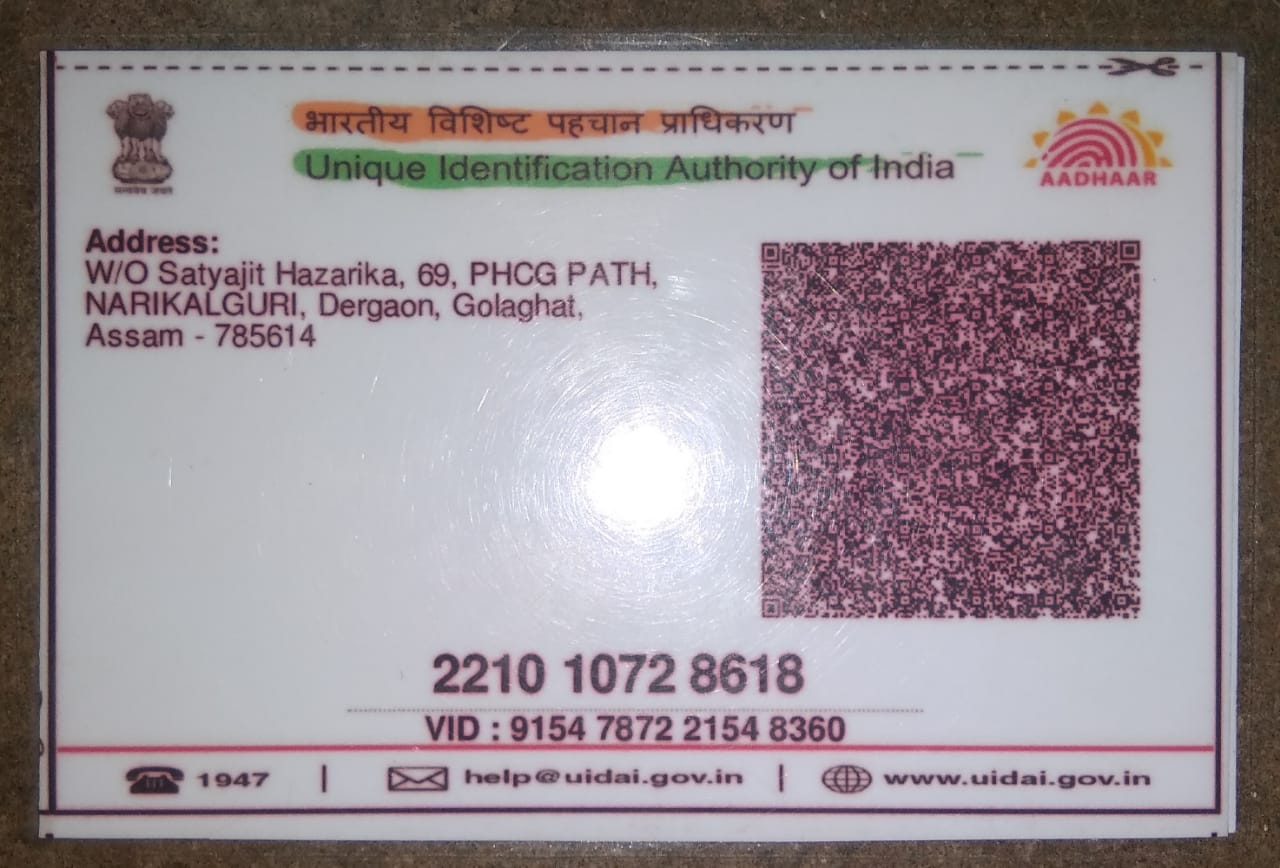 भारतीय विशिष्ट पहचान प्राधिकरण
Unique Identification Authority of India
AADHAAR
Address:
W/O Satyajit Hazarika, 69, PHCG PATH,
NARIKALGURI, Dergaon, Golaghat,
Assam - 785614
2210 1072 8618
VID : 9154 7872 2154 8360
1947 | help@uidai.gov.in | www.uidai.gov.in